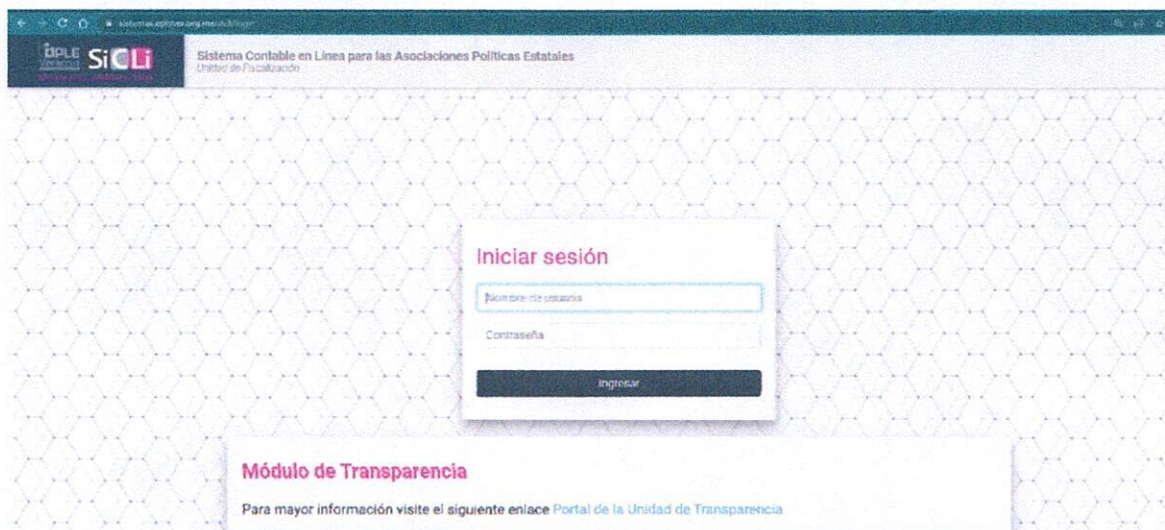 OPLE
Veracruz
SiCLi
Sistema Contable en Línea para las Asociaciones Políticas Estatales
Unidad de Fiscalización
Iniciar sesión
Nombre de usuario
Contraseña
Ingresar
Módulo de Transparencia
Para mayor información visite el siguiente enlace Portal de la Unidad de Transparencia